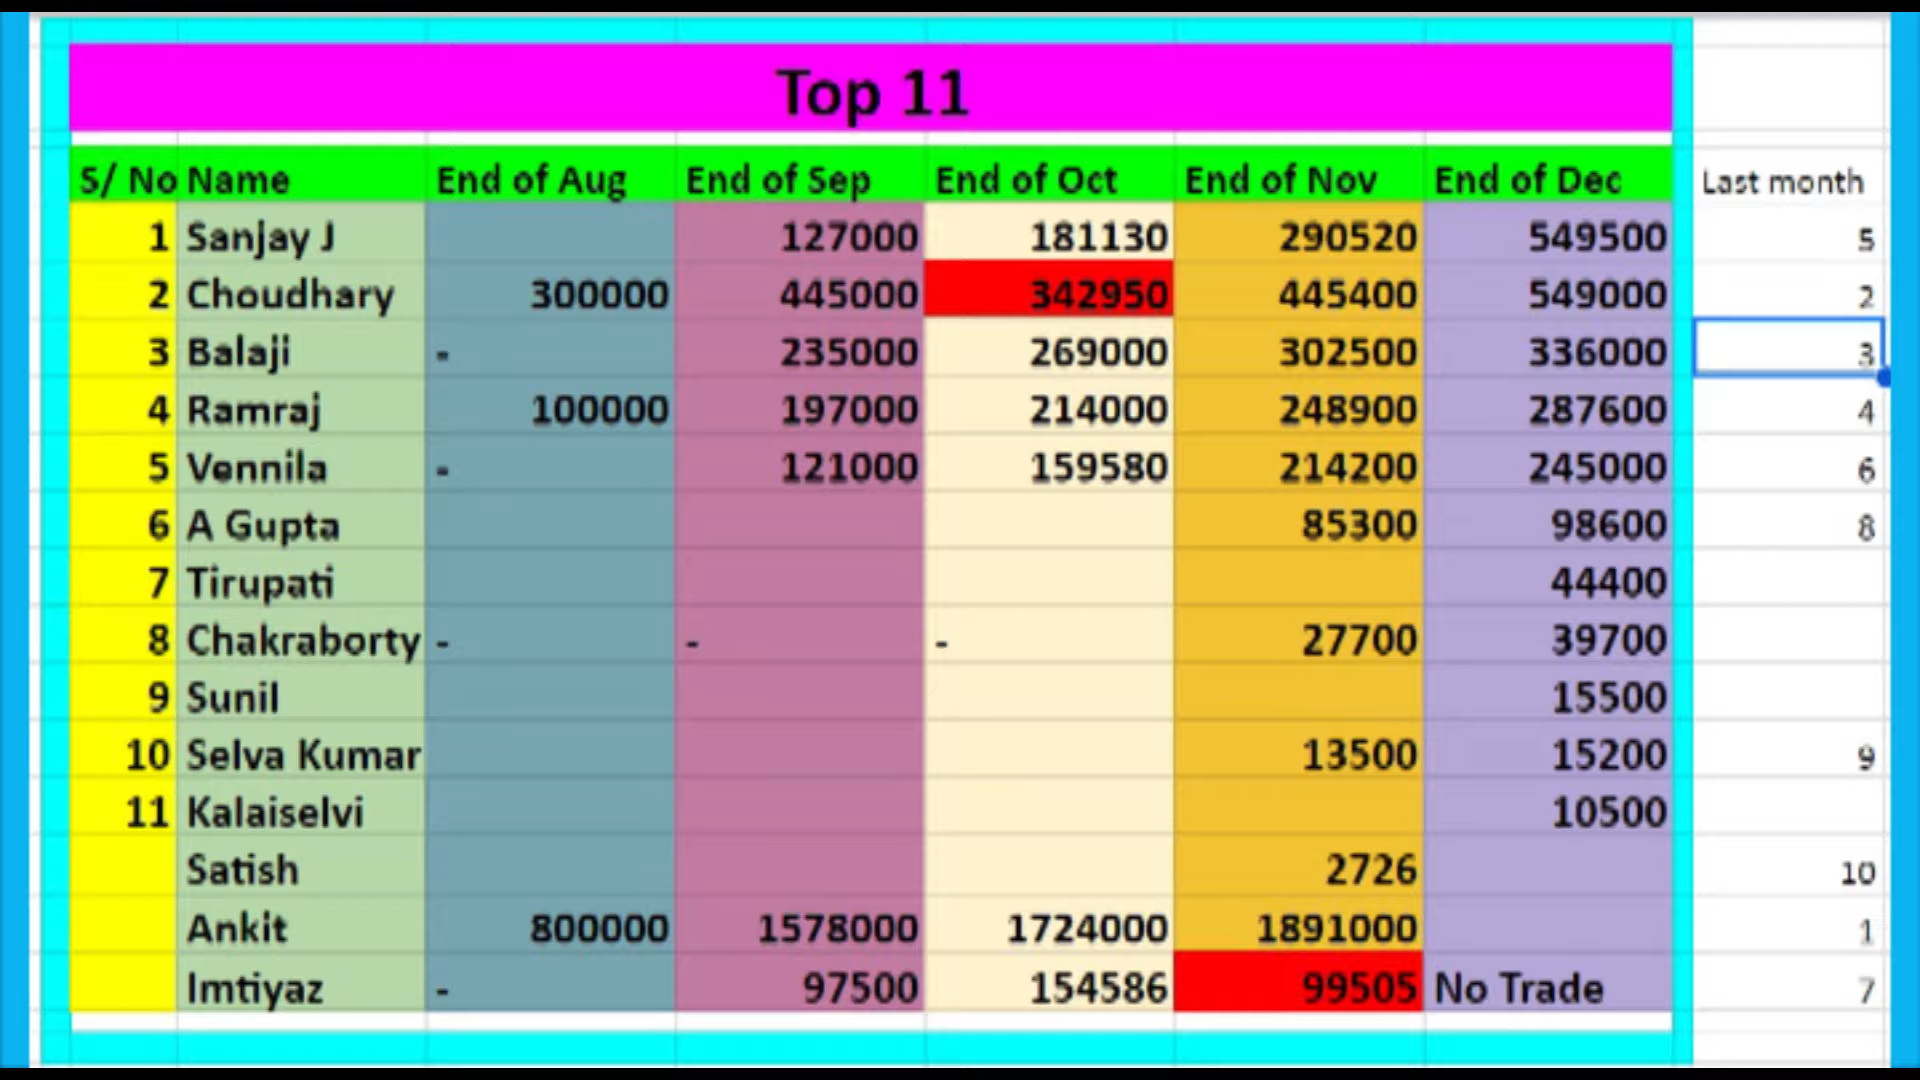 Top 11
S/ No Name End of Aug End of Sep End of Oct End of Nov End of Dec Last month
1 Sanjay J 127000 181130 290520 549500 5
2 Choudhary 300000 445000 342950 445400 549000 2
3 Balaji - 235000 269000 302500 336000 3
4 Ramraj 100000 197000 214000 248900 287600 4
5 Vennila - 121000 159580 214200 245000 6
6 A Gupta 85300 98600 8
7 Tirupati 44400
8 Chakraborty - - - 27700 39700
9 Sunil 15500
10 Selva Kumar 13500 15200 9
11 Kalaiselvi 10500
Satish 2726 10
Ankit 800000 1578000 1724000 1891000 1
Imtiyaz - 97500 154586 99505 No Trade 7